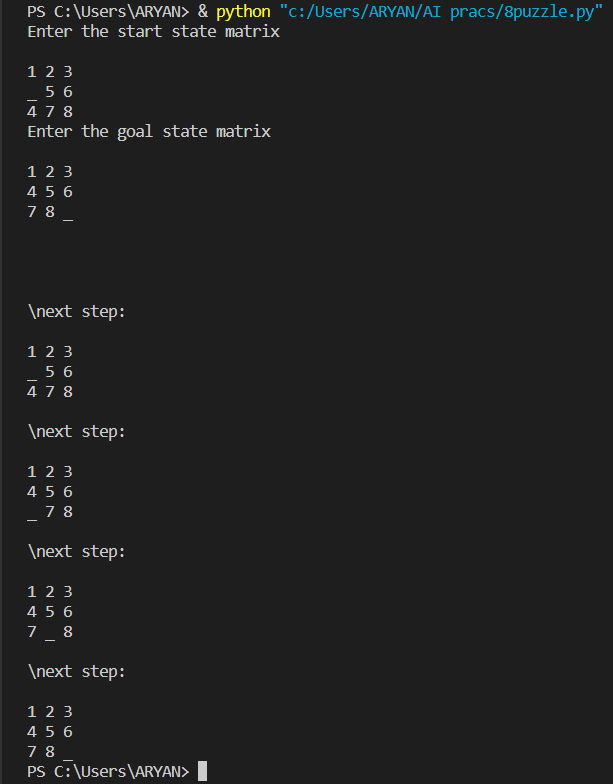 PS C:\Users\ARYAN> & python "c:/Users/ARYAN/AI pracs/8puzzle.py"
Enter the start state matrix
1 2 3
_ 5 6
4 7 8
Enter the goal state matrix
1 2 3
4 5 6
7 8 _
\next step:
1 2 3
_ 5 6
4 7 8
\next step:
1 2 3
4 5 6
_ 7 8
\next step:
1 2 3
4 5 6
7 _ 8
\next step:
1 2 3
4 5 6
7 8 _
PS C:\Users\ARYAN>